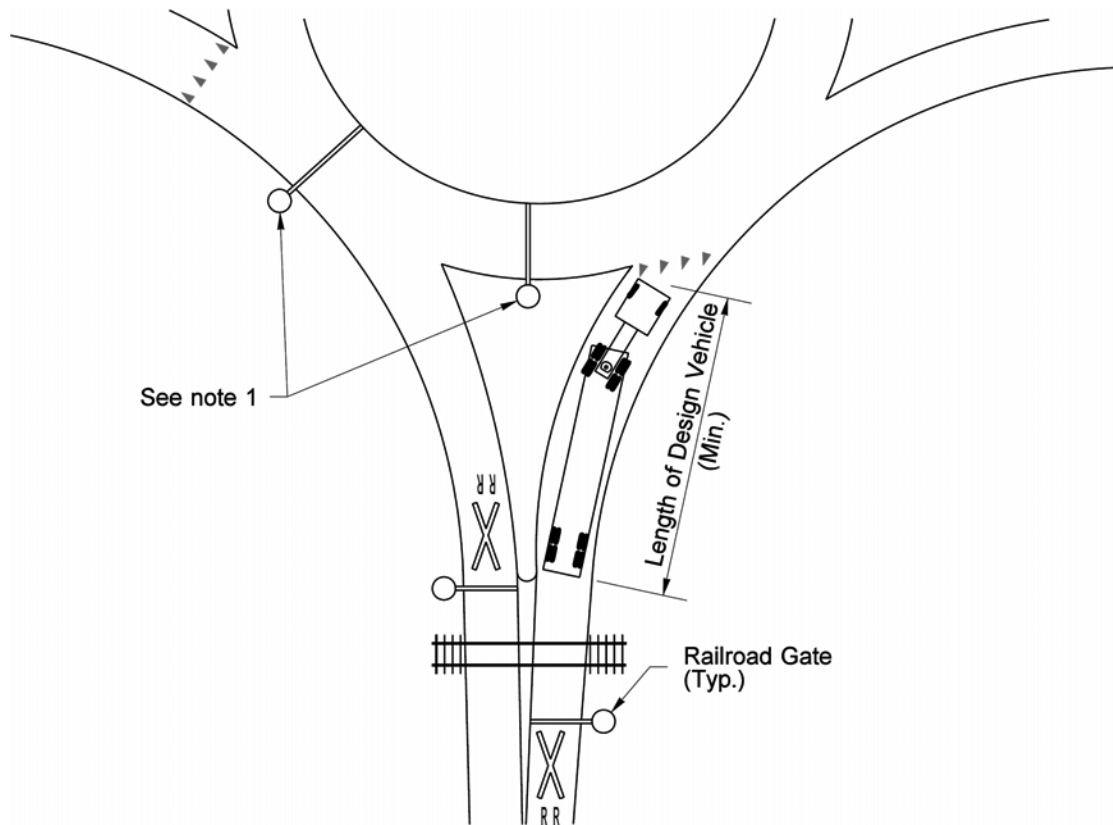 See note 1
Length of Design Vehicle
(Min.)
RR
Railroad Gate
(Typ.)
RR